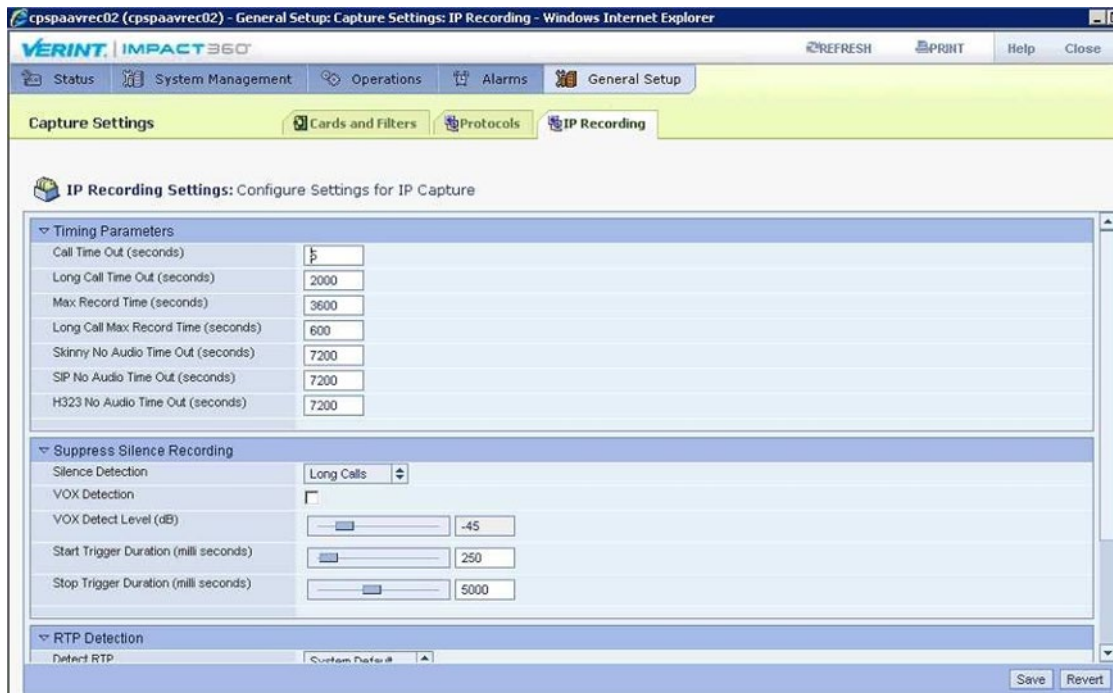 cpspaavrec02 (cpspaavrec02) - General Setup: Capture Settings: IP Recording - Windows Internet Explorer
VERINT. IMPACT360° REFRESH PRINT Help Close
Status System Management Operations Alarms General Setup
Capture Settings Cards and Filters Protocols IP Recording
IP Recording Settings: Configure Settings for IP Capture
Timing Parameters
Call Time Out (seconds)
Long Call Time Out (seconds) 2000
Max Record Time (seconds) 3600
Long Call Max Record Time (seconds) 600
Skinny No Audio Time Out (seconds) 7200
SIP No Audio Time Out (seconds) 7200
H323 No Audio Time Out (seconds) 7200
Suppress Silence Recording
Silence Detection Long Calls
VOX Detection
VOX Detect Level (dB) -45
Start Trigger Duration (milli seconds) 250
Stop Trigger Duration (milli seconds) 5000
RTP Detection
Detect RTP System Default
Save Revert